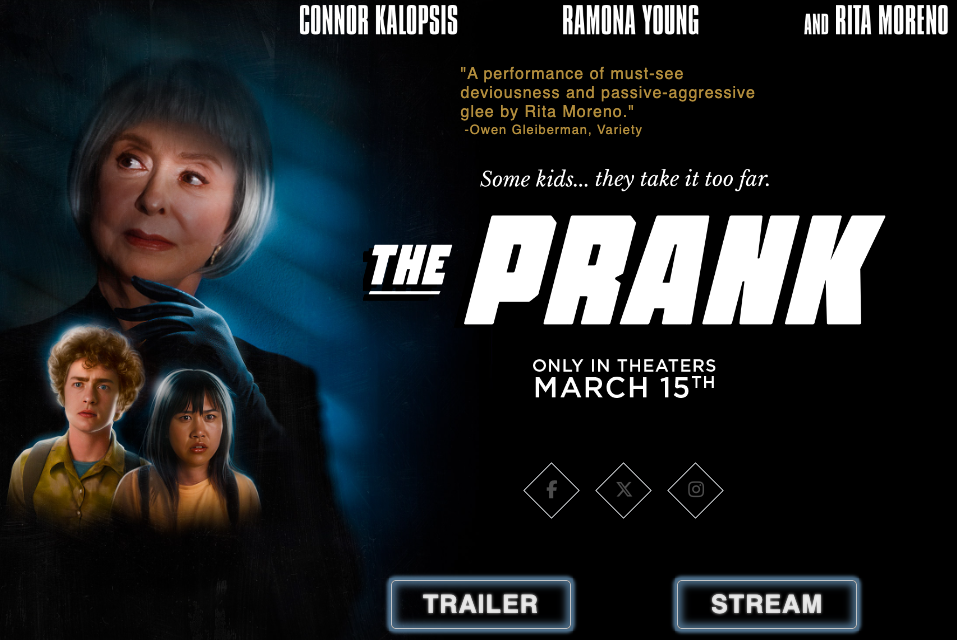 CONNOR KALOPSIS RAMONA YOUNG AND RITA MORENO
"A performance of must-see
deviousness and passive-aggressive
glee by Rita Moreno."
-Owen Gleiberman, Variety
Some kids... they take it too far.
THE PRANK
ONLY IN THEATERS
MARCH 15TH
TRAILER STREAM